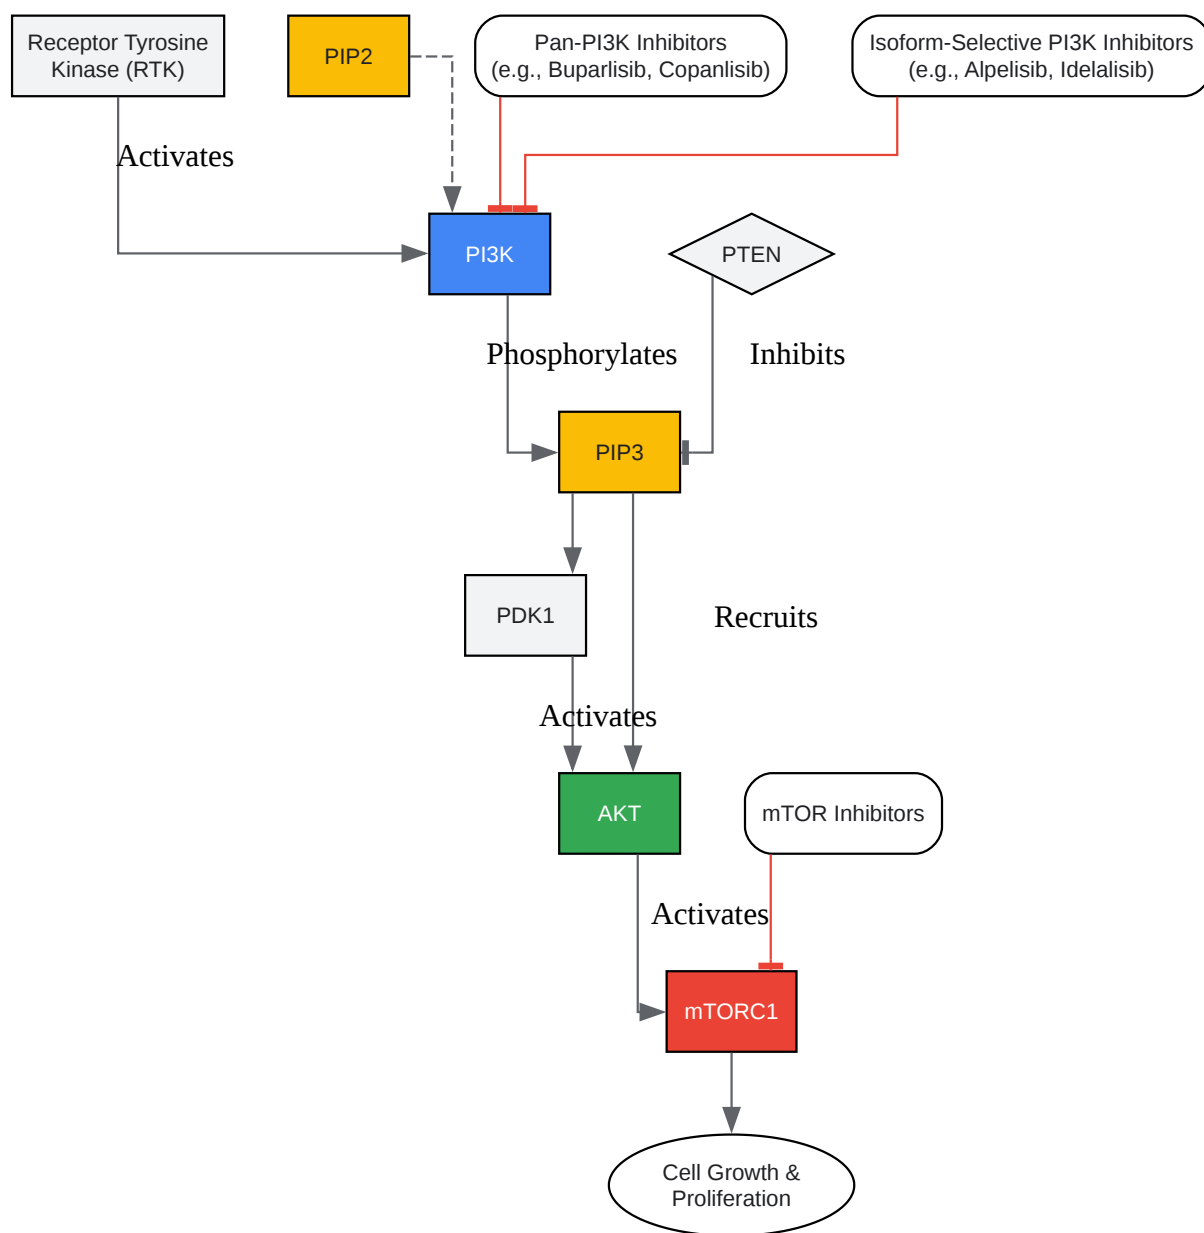 Receptor Tyrosine
Kinase (RTK)
PIP2
Pan-PI3K Inhibitors
(e.g., Buparlisib, Copanlisib)
Isoform-Selective PI3K Inhibitors
(e.g., Alpelisib, Idelalisib)
Activates
PI3K
PTEN
Phosphorylates
Inhibits
PIP3
PDK1
Recruits
Activates
AKT
mTOR Inhibitors
Activates
mTORC1
Cell Growth &
Proliferation